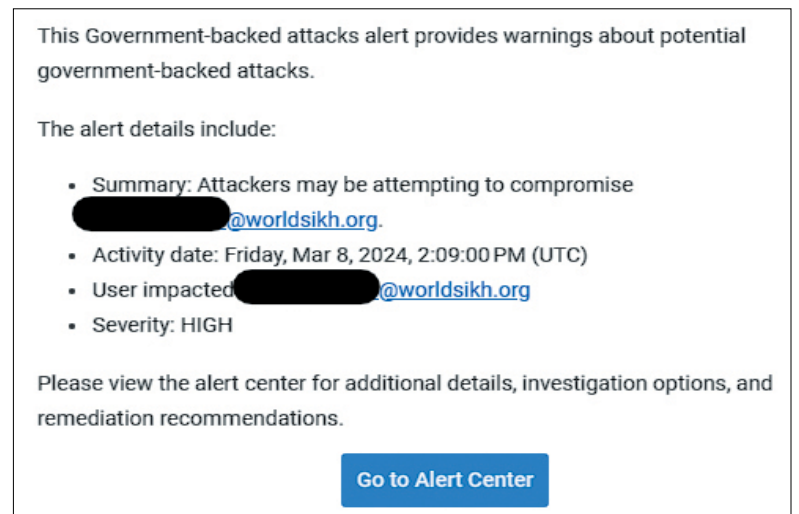 This Government-backed attacks alert provides warnings about potential
government-backed attacks.
The alert details include:
• Summary: Attackers may be attempting to compromise
@worldsikh.org.
• Activity date: Friday, Mar 8, 2024, 2:09:00 PM (UTC)
• User impacted @worldsikh.org
• Severity: HIGH
Please view the alert center for additional details, investigation options, and
remediation recommendations.
Go to Alert Center